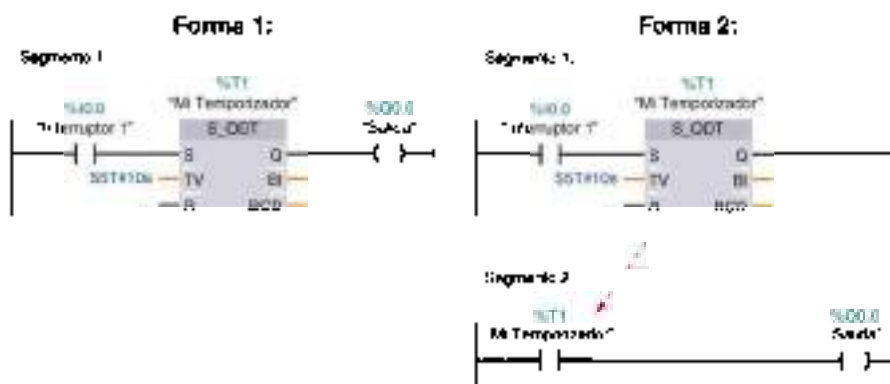 Forma 1:
Segmento 1
%T1
"Mi Temporizador"
%I0.0
"Interruptor 1"
S_ODT
%Q0.0
"Salida"
S Q
S5T#10s TV BI
R BCD
Forma 2:
Segmento 1:
%T1
"Mi Temporizador"
%I0.0
"Interruptor 1"
S_ODT
S Q
S5T#10s TV BI
R BCD
Segmento 2
%T1
"Mi Temporizador"
%Q0.0
"Salida"